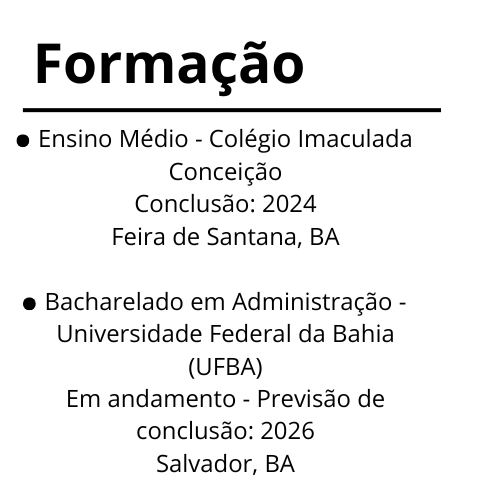 Formação
● Ensino Médio - Colégio Imaculada
Conceição
Conclusão: 2024
Feira de Santana, BA
● Bacharelado em Administração -
Universidade Federal da Bahia
(UFBA)
Em andamento - Previsão de
conclusão: 2026
Salvador, BA